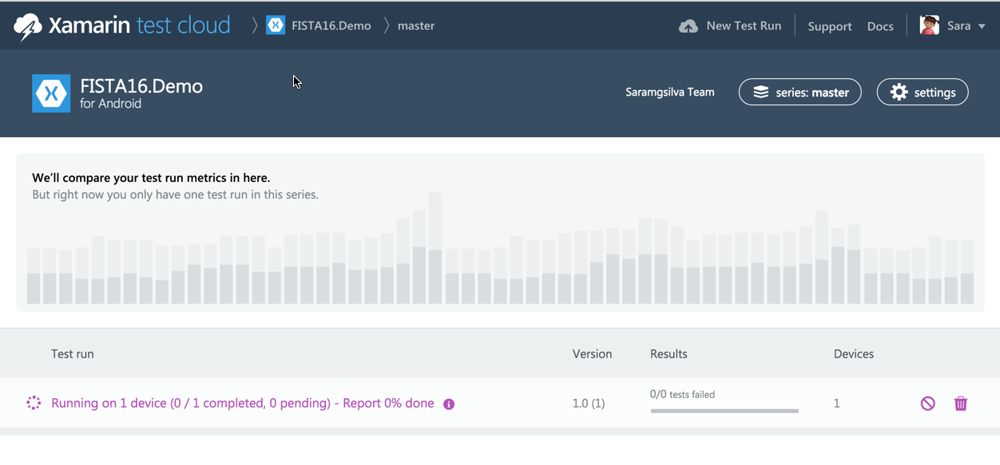 Xamarin test cloud FISTA16.Demo master New Test Run Support Docs Sara
FISTA16.Demo
for Android
Saramgsilva Team series: master settings
We'll compare your test run metrics in here.
But right now you only have one test run in this series.
Test run Version Results Devices
Running on 1 device (0 / 1 completed, 0 pending) - Report 0% done 1.0 (1) 0/0 tests failed 1